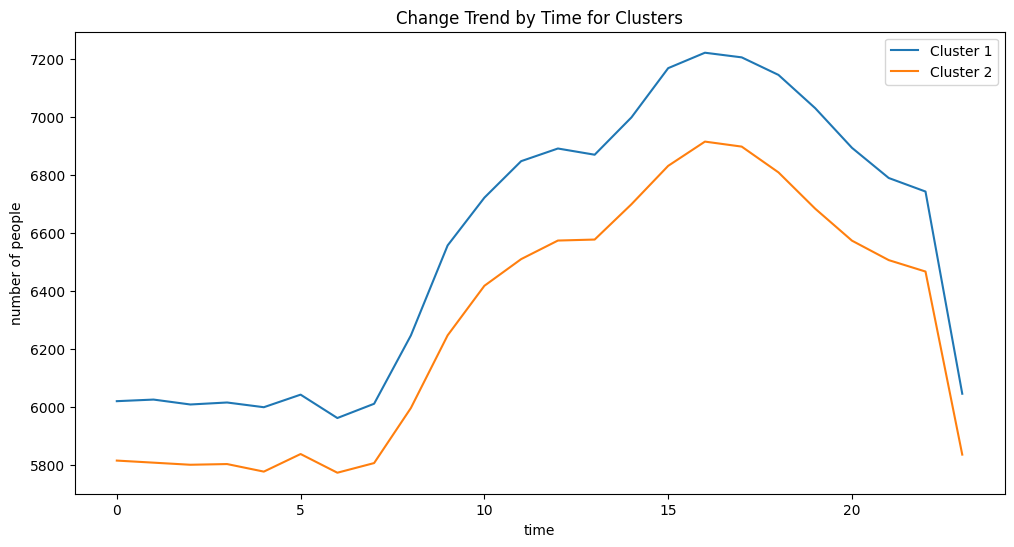 Change Trend by Time for Clusters
Cluster 1
Cluster 2
number of people
7200
7000
6800
6600
6400
6200
6000
5800
0
5
10
15
20
time